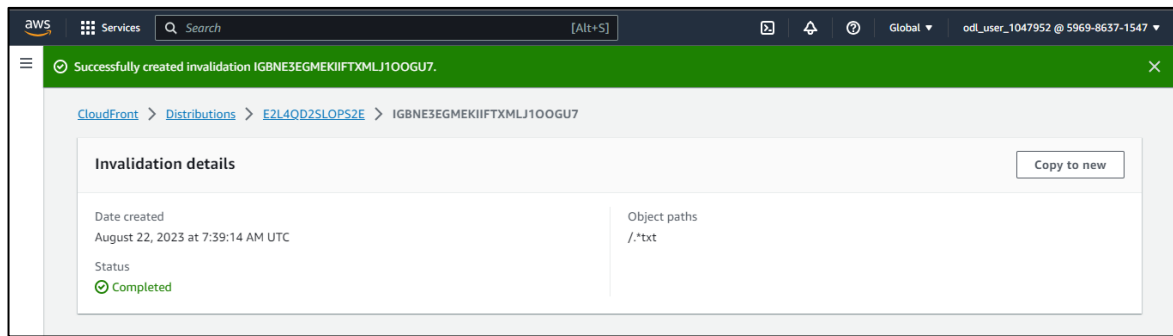 aws Services Search [Alt+S] Global odl_user_1047952 @ 5969-8637-1547
Successfully created invalidation IGBNE3EGMEKIIFTXMLJ1OOGU7.
CloudFront > Distributions > E2L4QD2SLOPS2E > IGBNE3EGMEKIIFTXMLJ1OOGU7
Invalidation details Copy to new
Date created Object paths
August 22, 2023 at 7:39:14 AM UTC /.*txt
Status
Completed